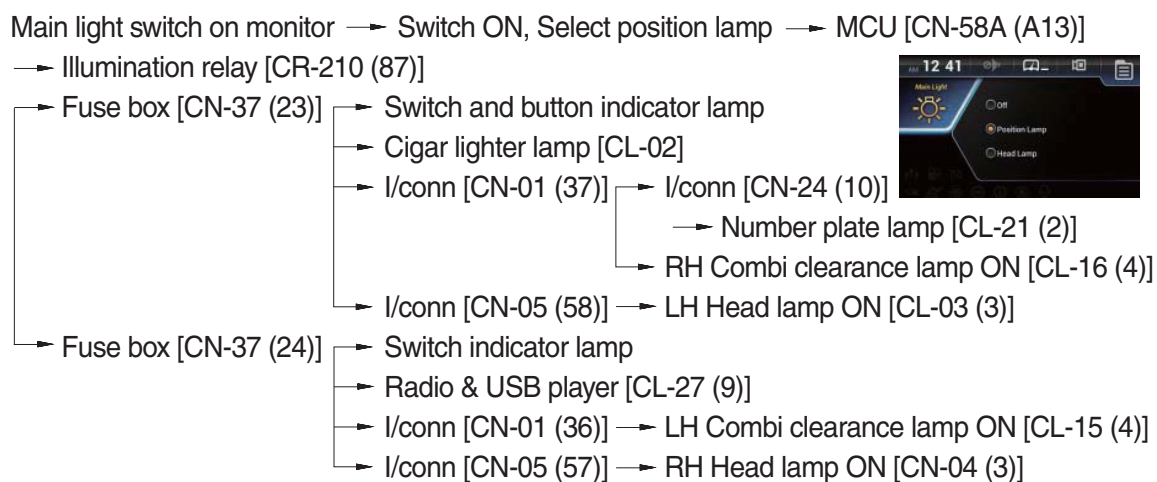 Main light switch on monitor → Switch ON, Select position lamp → MCU [CN-58A (A13)]
→ Illumination relay [CR-210 (87)]
AM 12 41
Main Light
Off
Position Lamp
Head Lamp
→ Fuse box [CN-37 (23)] → Switch and button indicator lamp
→ Cigar lighter lamp [CL-02]
→ I/conn [CN-01 (37)] → I/conn [CN-24 (10)]
→ Number plate lamp [CL-21 (2)]
→ RH Combi clearance lamp ON [CL-16 (4)]
→ I/conn [CN-05 (58)] → LH Head lamp ON [CL-03 (3)]
→ Fuse box [CN-37 (24)] → Switch indicator lamp
→ Radio & USB player [CL-27 (9)]
→ I/conn [CN-01 (36)] → LH Combi clearance lamp ON [CL-15 (4)]
→ I/conn [CN-05 (57)] → RH Head lamp ON [CN-04 (3)]